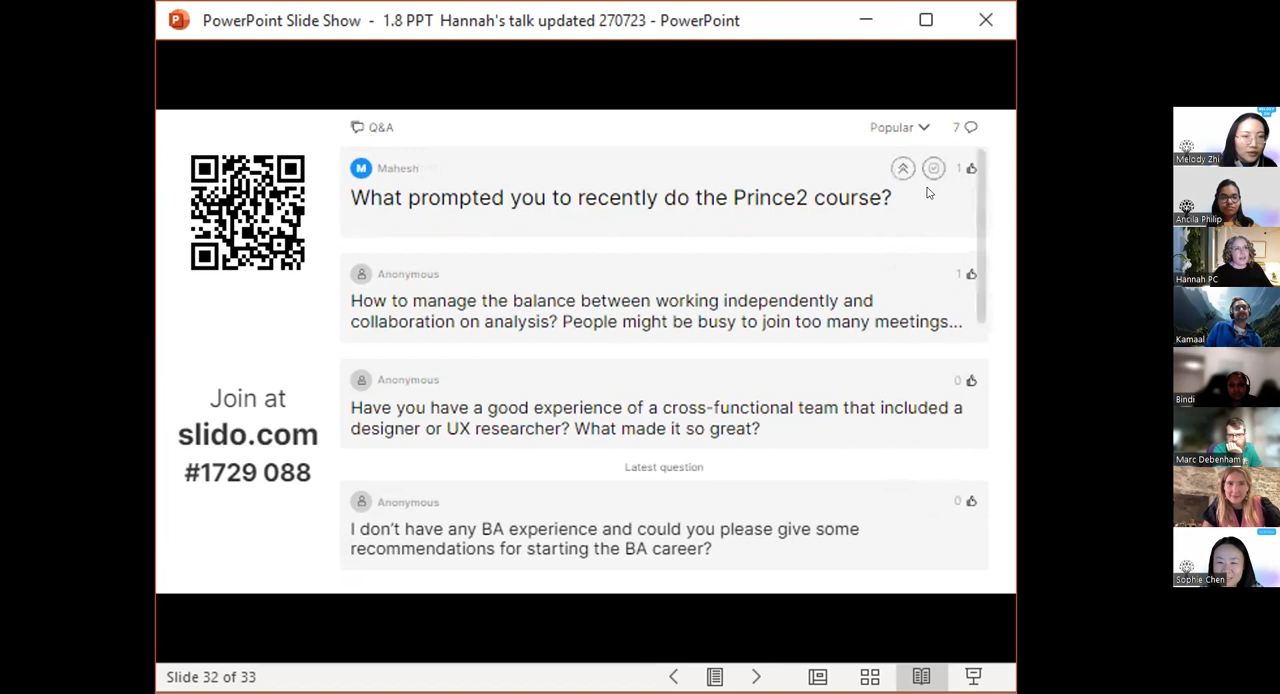 PowerPoint Slide Show - 1.8 PPT Hannah's talk updated 270723 - PowerPoint
Q&A
Popular
7
M Mahesh
1
What prompted you to recently do the Prince2 course?
Anonymous
1
How to manage the balance between working independently and
collaboration on analysis? People might be busy to join too many meetings...
Anonymous
0
Have you have a good experience of a cross-functional team that included a
designer or UX researcher? What made it so great?
Latest question
Anonymous
0
I don't have any BA experience and could you please give some
recommendations for starting the BA career?
Join at
slido.com
#1729 088
Slide 32 of 33
Melody Zhi
Ancila Philip
Hannah PC
Kamaal
Bindi
Marc Debenham
Sophie Chen